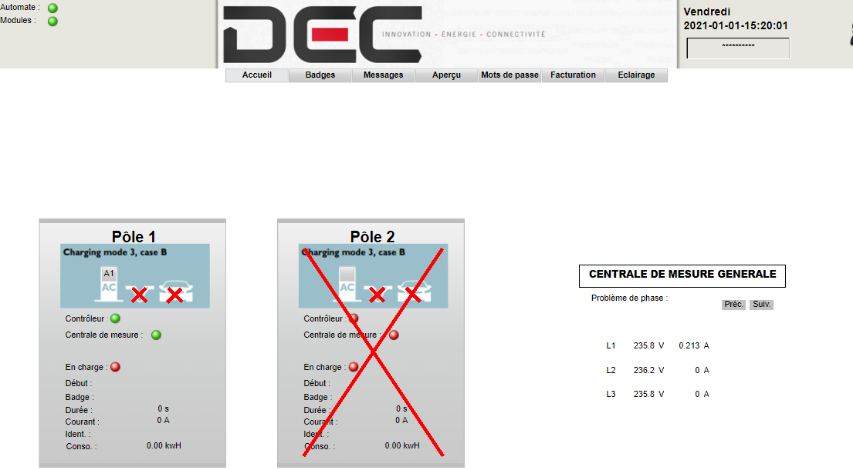 Automate :
Modules :
DEC
INNOVATION - ÉNERGIE - CONNECTIVITÉ
Vendredi
2021-01-01-15:20:01
**********
Accueil Badges Messages Aperçu Mots de passe Facturation Eclairage
Pôle 1
Charging mode 3, case B
A1
AC
Contrôleur :
Centrale de mesure :
En charge :
Début :
Badge :
Durée : 0 s
Courant : 0 A
Ident. :
Conso. : 0.00 kwH
Pôle 2
Charging mode 3, case B
AC
Contrôleur :
Centrale de mesure :
En charge :
Début :
Badge :
Durée : 0 s
Courant : 0 A
Ident. :
Conso. : 0.00 kwH
CENTRALE DE MESURE GENERALE
Problème de phase :
Préc. Suiv.
L1 235.8 V 0.213 A
L2 236.2 V 0 A
L3 235.8 V 0 A